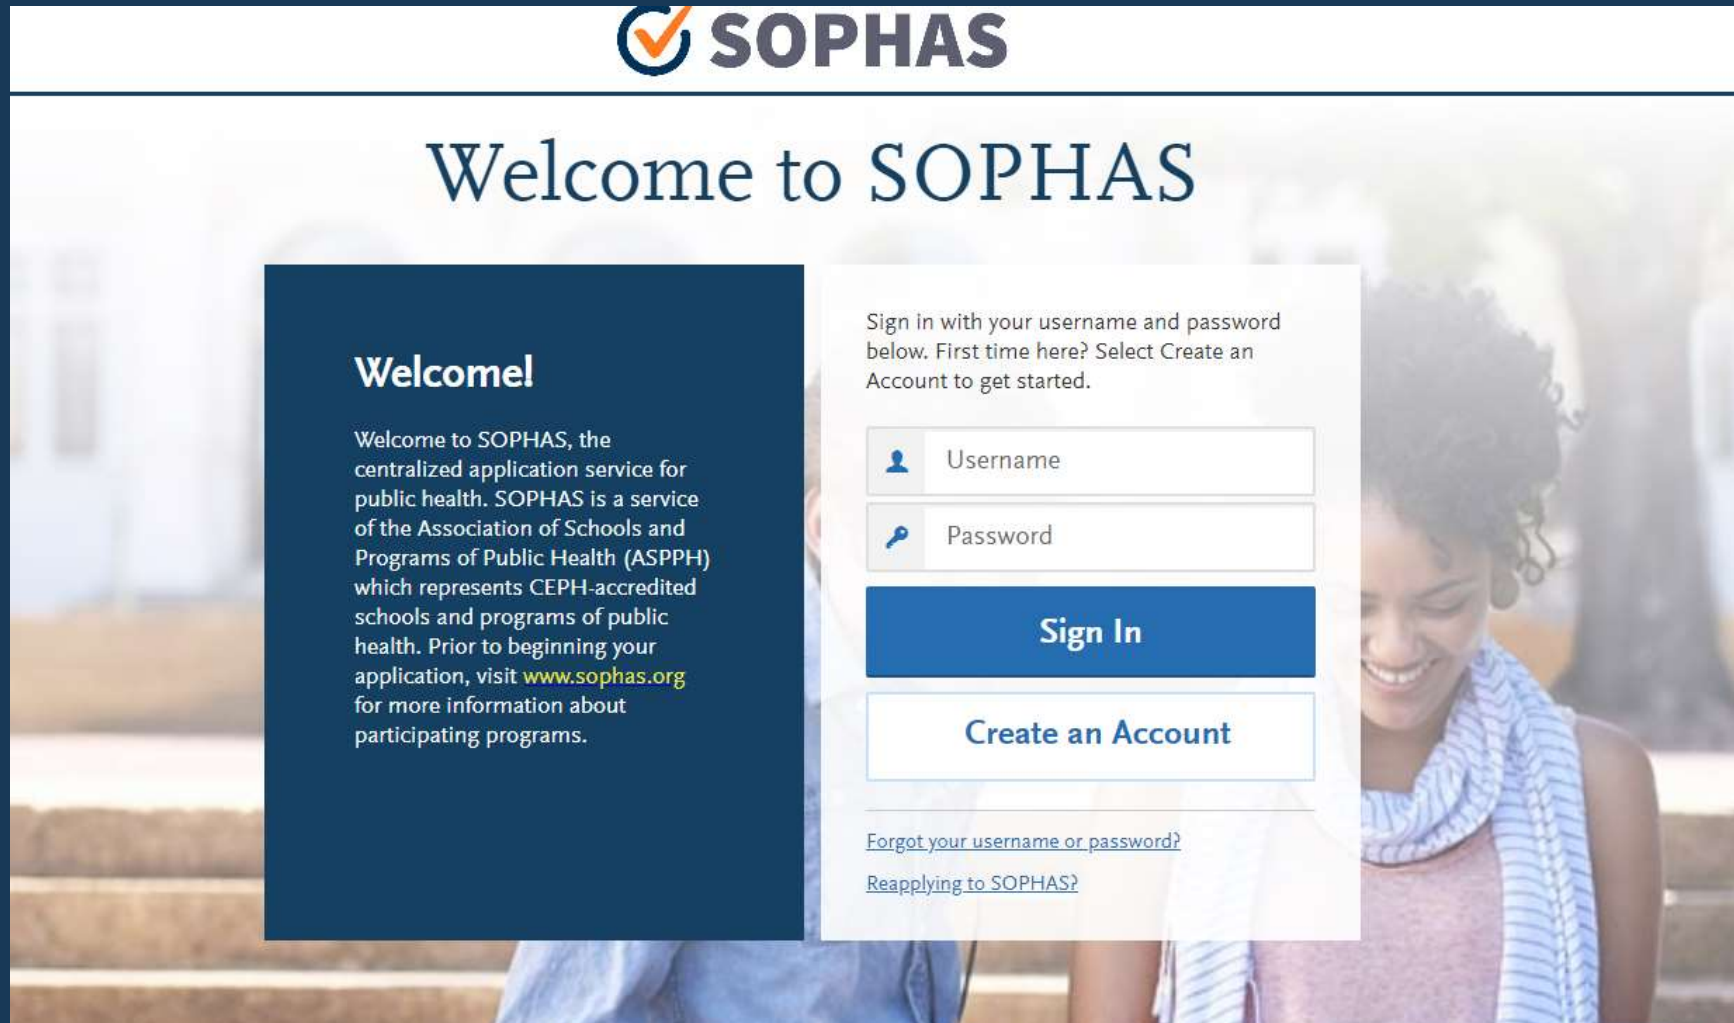 SOPHAS
Welcome to SOPHAS
Welcome!
Welcome to SOPHAS, the
centralized application service for
public health. SOPHAS is a service
of the Association of Schools and
Programs of Public Health (ASPPH)
which represents CEPH-accredited
schools and programs of public
health. Prior to beginning your
application, visit www.sophas.org
for more information about
participating programs.
Sign in with your username and password
below. First time here? Select Create an
Account to get started.
Username
Password
Sign In
Create an Account
Forgot your username or password?
Reapplying to SOPHAS?